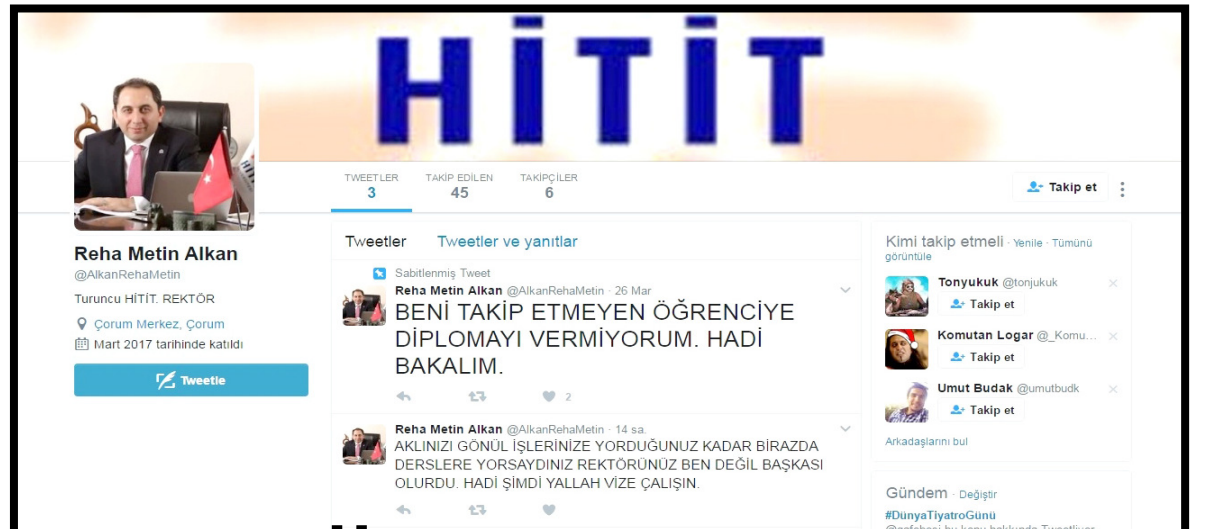 HİTİT
TWEETLER
3
TAKİP EDİLEN
45
TAKİPÇİLER
6
Takip et
Reha Metin Alkan
@AlkanRehaMetin
Turuncu HİTİT. REKTÖR
Çorum Merkez, Çorum
Mart 2017 tarihinde katıldı
Tweetle
Tweetler Tweetler ve yanıtlar
Sabitlenmiş Tweet
Reha Metin Alkan @AlkanRehaMetin · 26 Mar
BENİ TAKİP ETMEYEN ÖĞRENCİYE
DİPLOMAYI VERMİYORUM. HADİ
BAKALIM.
2
Reha Metin Alkan @AlkanRehaMetin · 14 sa.
AKLINIZI GÖNÜL İŞLERİNİZE YORDUĞUNUZ KADAR BİRAZDA
DERSLERE YORSAYDINIZ REKTÖRÜNÜZ BEN DEĞİL BAŞKASI
OLURDU. HADİ ŞİMDİ YALLAH VİZE ÇALIŞIN.
Kimi takip etmeli · Yenile · Tümünü
görüntüle
Tonyukuk @tonjukuk
Takip et
Komutan Logar @_Komu...
Takip et
Umut Budak @umutbudk
Takip et
Arkadaşlarını bul
Gündem · Değiştir
#DünyaTiyatroGünü